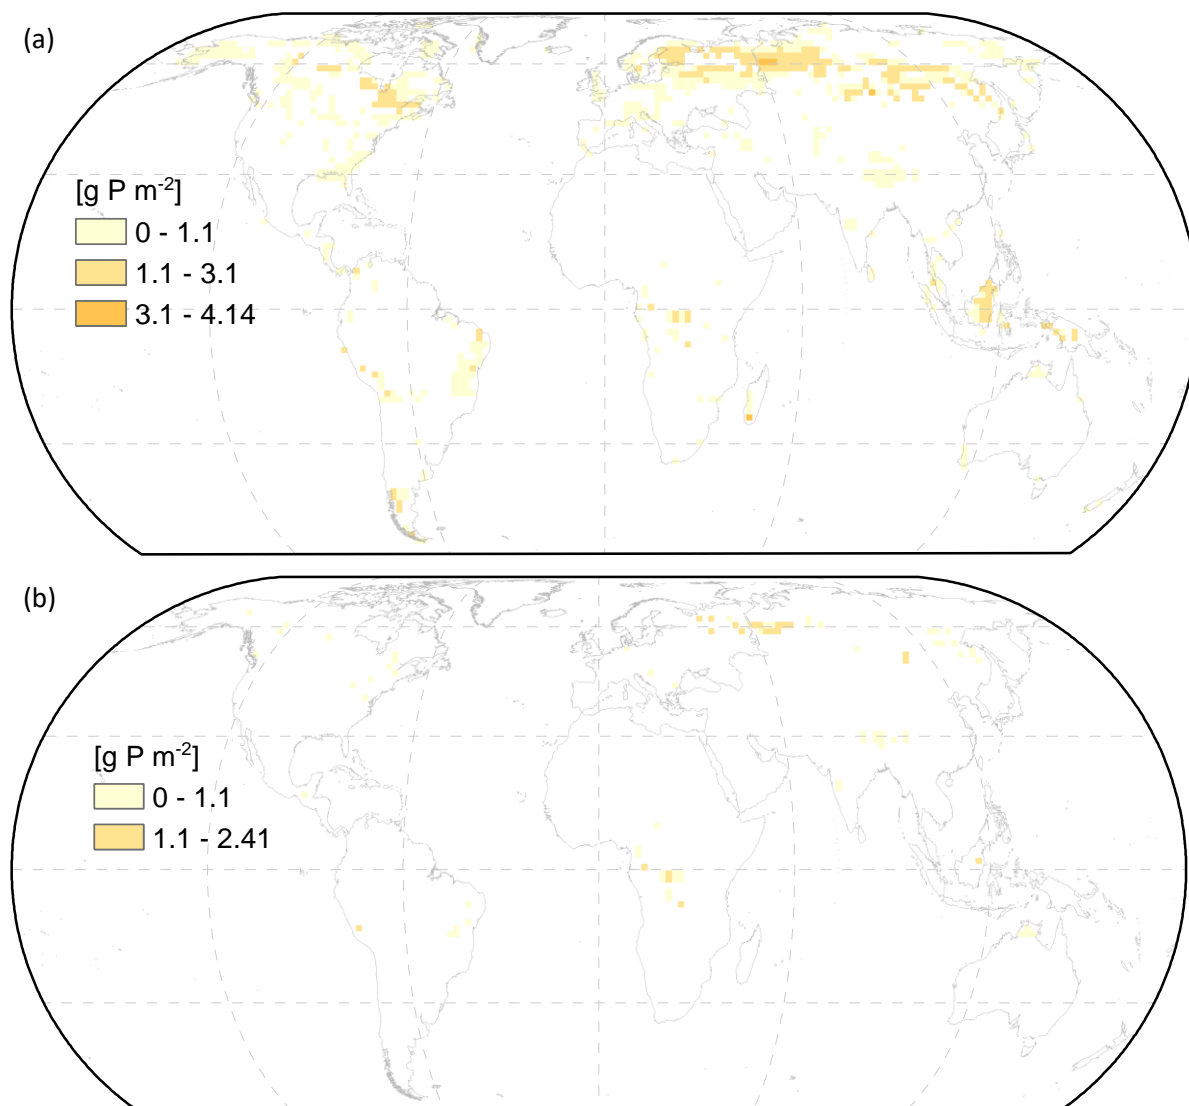 (a)
[g P m⁻²]
0 - 1.1
1.1 - 3.1
3.1 - 4.14
(b)
[g P m⁻²]
0 - 1.1
1.1 - 2.41